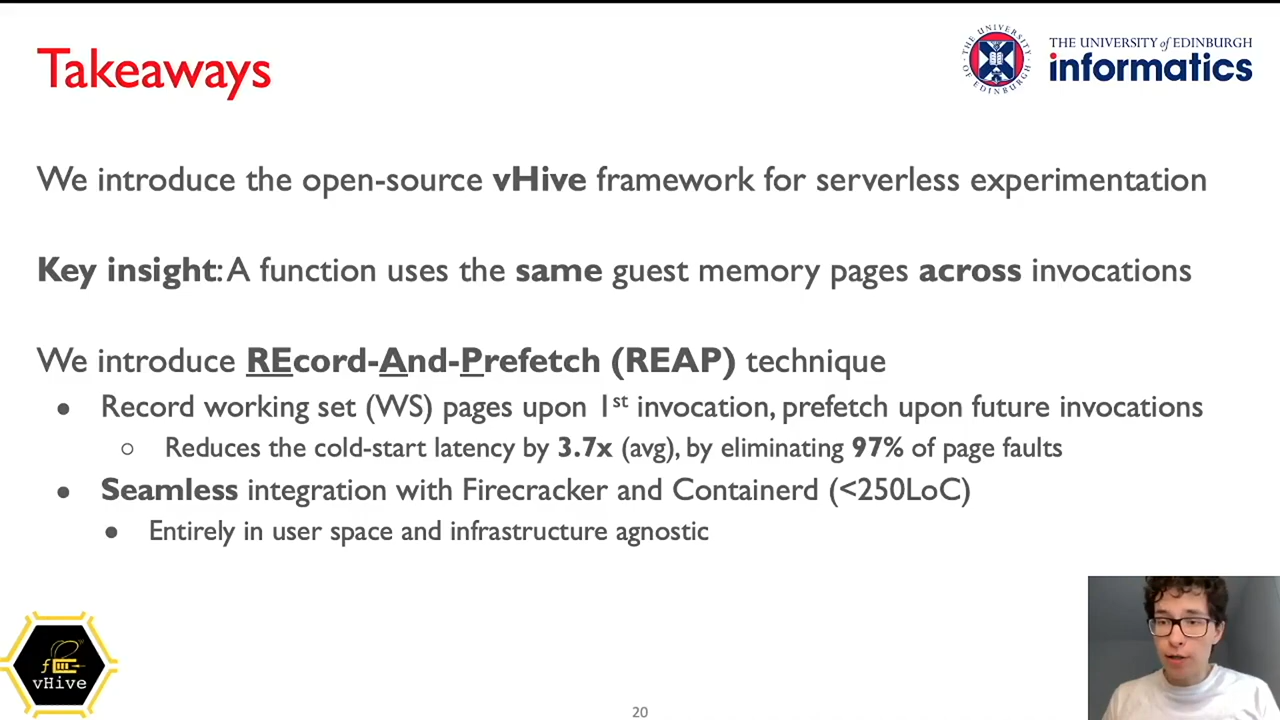 Takeaways
THE UNIVERSITY of EDINBURGH
informatics
THE UNIVERSITY OF EDINBURGH
We introduce the open-source vHive framework for serverless experimentation
Key insight: A function uses the same guest memory pages across invocations
We introduce REcord-And-Prefetch (REAP) technique
● Record working set (WS) pages upon 1st invocation, prefetch upon future invocations
○ Reduces the cold-start latency by 3.7x (avg), by eliminating 97% of page faults
● Seamless integration with Firecracker and Containerd (<250LoC)
● Entirely in user space and infrastructure agnostic
f
vHive
20